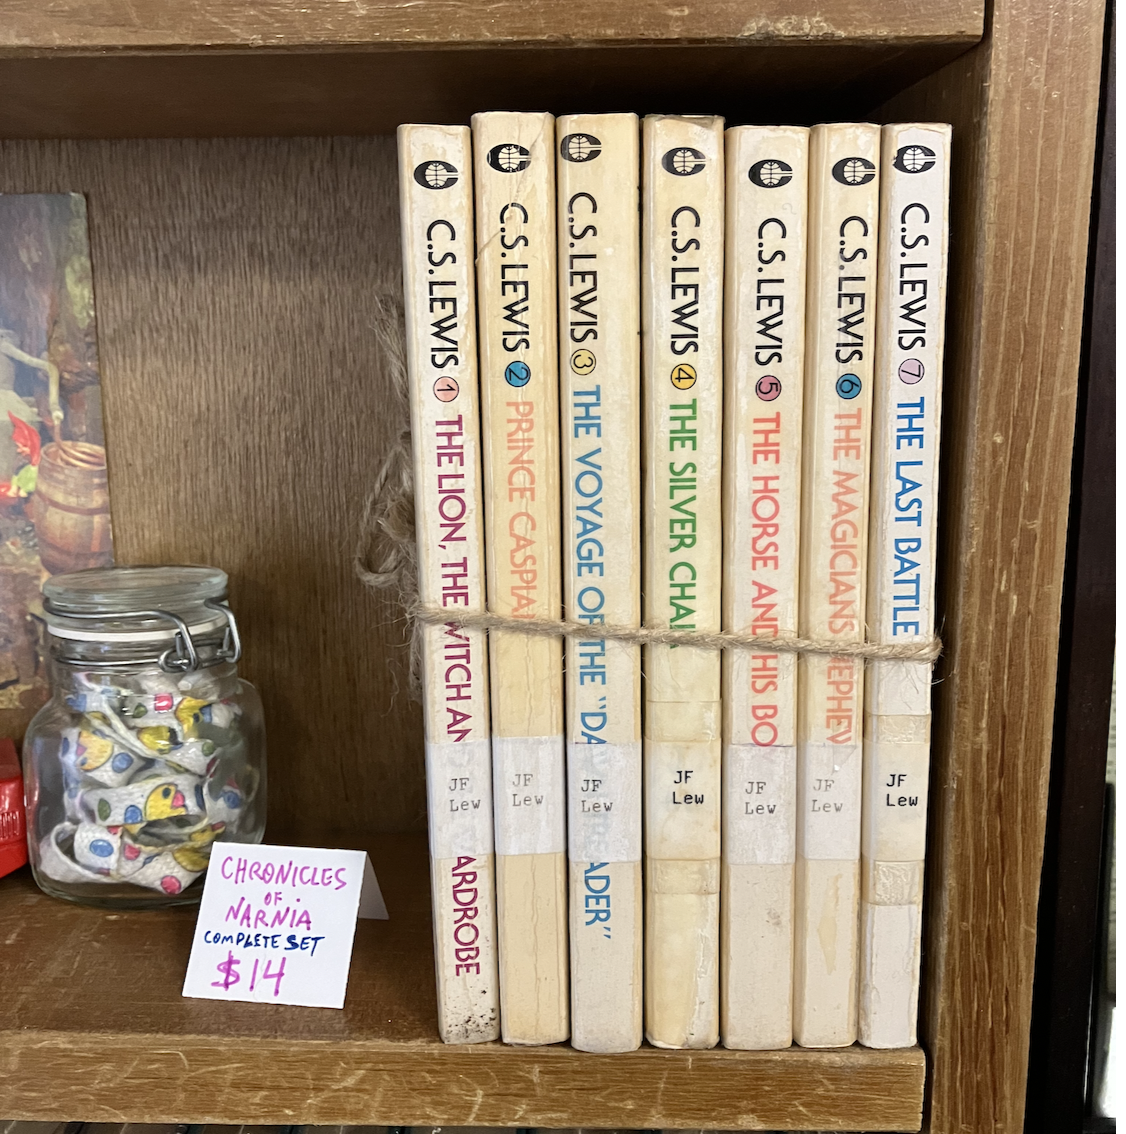 C.S. LEWIS 1 THE LION, THE WITCH AN ARDROBE
JF
Lew
C.S. LEWIS 2 PRINCE CASPIA
JF
Lew
C.S. LEWIS 3 THE VOYAGE OF THE "DA EADER"
JF
Lew
C.S. LEWIS 4 THE SILVER CHAI
JF
Lew
C.S. LEWIS 5 THE HORSE AND HIS BO
JF
Lew
C.S. LEWIS 6 THE MAGICIANS NEPHEW
JF
Lew
C.S. LEWIS 7 THE LAST BATTLE
JF
Lew
CHRONICLES
OF
NARNIA
COMPLETE SET
$14